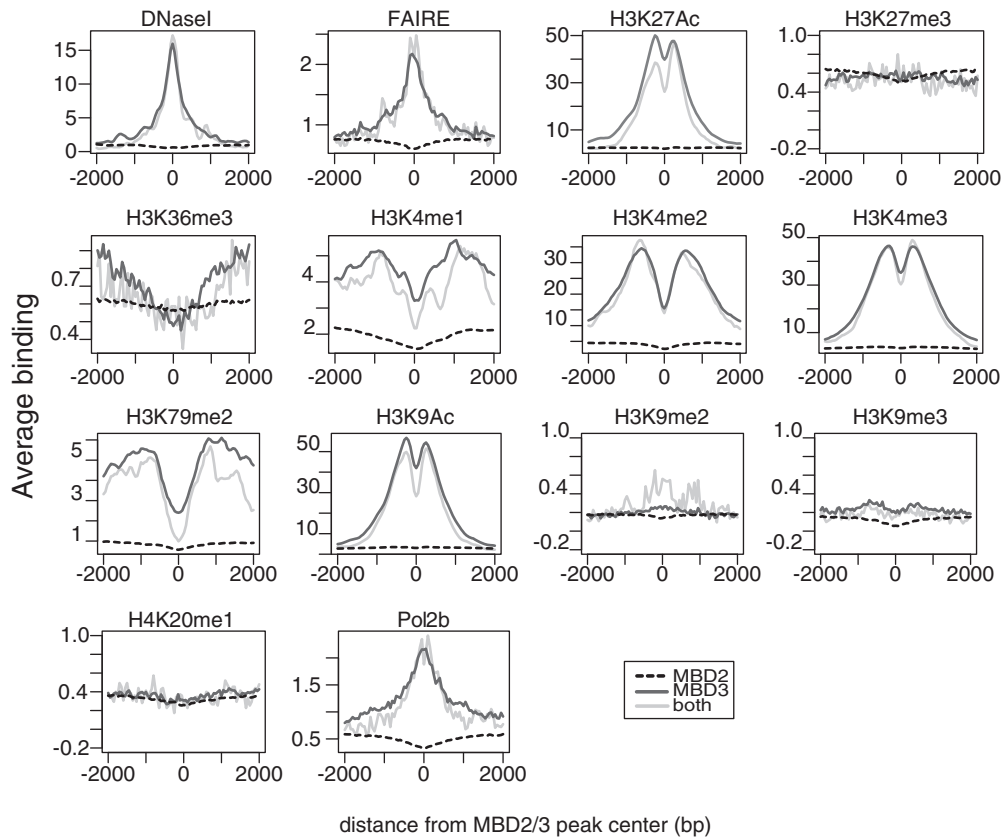 DNaseI
15
10
5
0
-2000 0 2000
FAIRE
2
1
-2000 0 2000
H3K27Ac
50
30
10
-2000 0 2000
H3K27me3
1.0
0.4
-0.2
-2000 0 2000
H3K36me3
0.7
0.4
-2000 0 2000
H3K4me1
4
2
-2000 0 2000
H3K4me2
30
20
10
-2000 0 2000
H3K4me3
50
30
10
-2000 0 2000
Average binding
H3K79me2
5
3
1
-2000 0 2000
H3K9Ac
50
30
10
-2000 0 2000
H3K9me2
1.0
0.4
-0.2
-2000 0 2000
H3K9me3
1.0
0.4
-0.2
-2000 0 2000
H4K20me1
1.0
0.4
-0.2
-2000 0 2000
Pol2b
1.5
0.5
-2000 0 2000
MBD2
MBD3
both
distance from MBD2/3 peak center (bp)